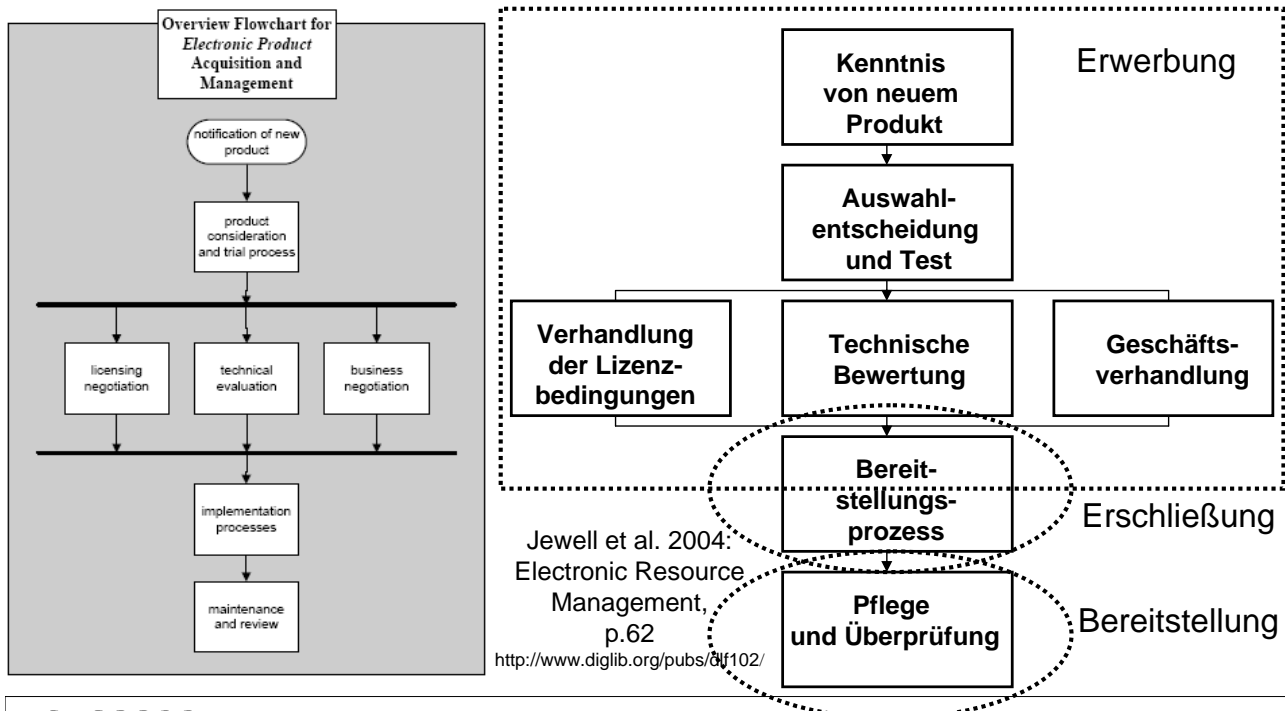 Overview Flowchart for
Electronic Product
Acquisition and
Management
notification of new
product
product
consideration
and trial process
licensing
negotiation
technical
evaluation
business
negotiation
implementation
processes
maintenance
and review
Erwerbung
Kenntnis
von neuem
Produkt
Auswahl-
entscheidung
und Test
Verhandlung
der Lizenz-
bedingungen
Technische
Bewertung
Geschäfts-
verhandlung
Bereit-
stellungs-
prozess
Erschließung
Jewell et al. 2004:
Electronic Resource
Management,
p.62
http://www.diglib.org/pubs/dlf102/
Pflege
und Überprüfung
Bereitstellung